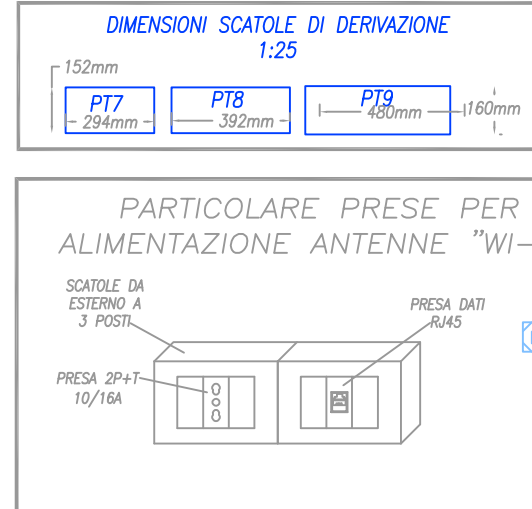 DIMENSIONI SCATOLE DI DERIVAZIONE
1:25
152mm
PT7
294mm
PT8
392mm
PT9
480mm
160mm
PARTICOLARE PRESE PER
ALIMENTAZIONE ANTENNE "WI-
SCATOLE DA
ESTERNO A
3 POSTI
PRESA DATI
RJ45
PRESA 2P+T
10/16A